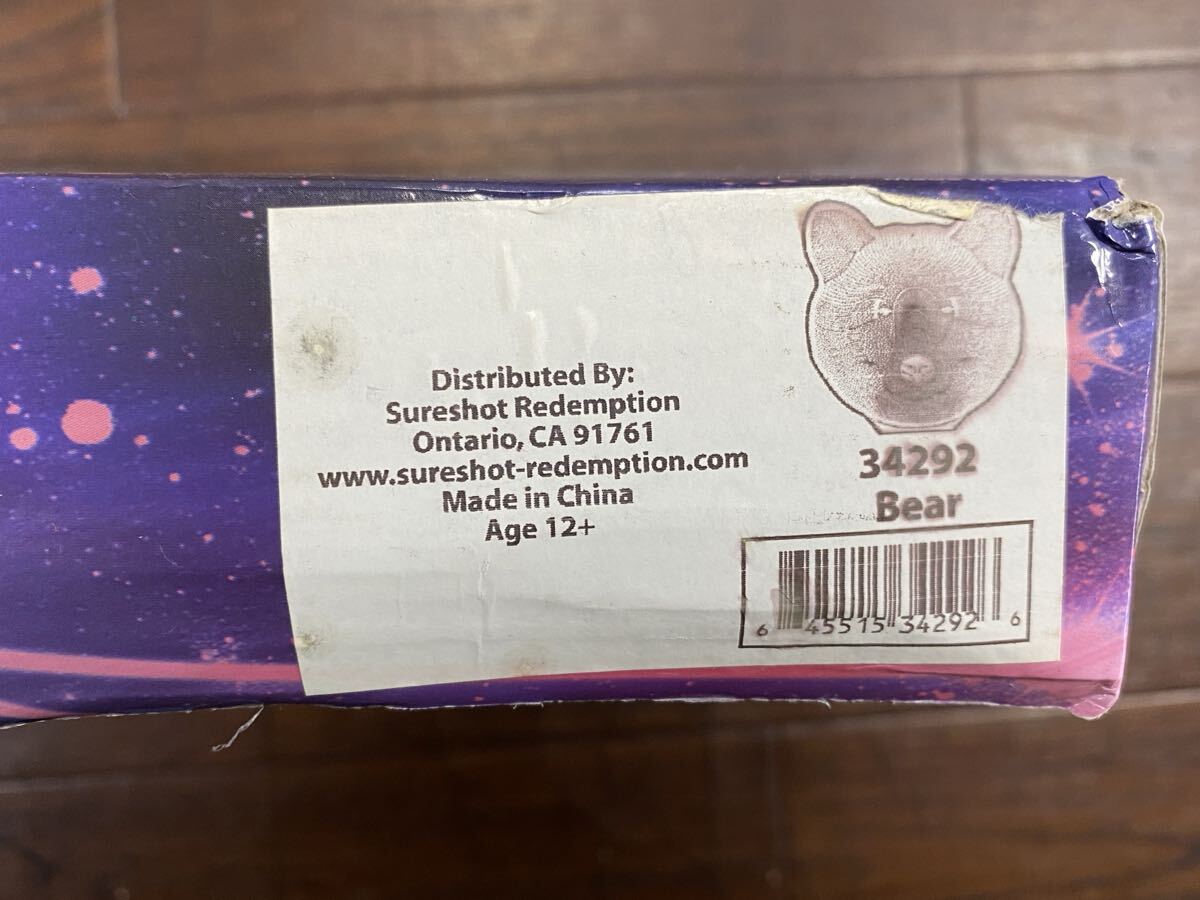 Distributed By:
Sureshot Redemption
Ontario, CA 91761
www.sureshot-redemption.com
Made in China
Age 12+
34292
Bear
6 45515 34292 6